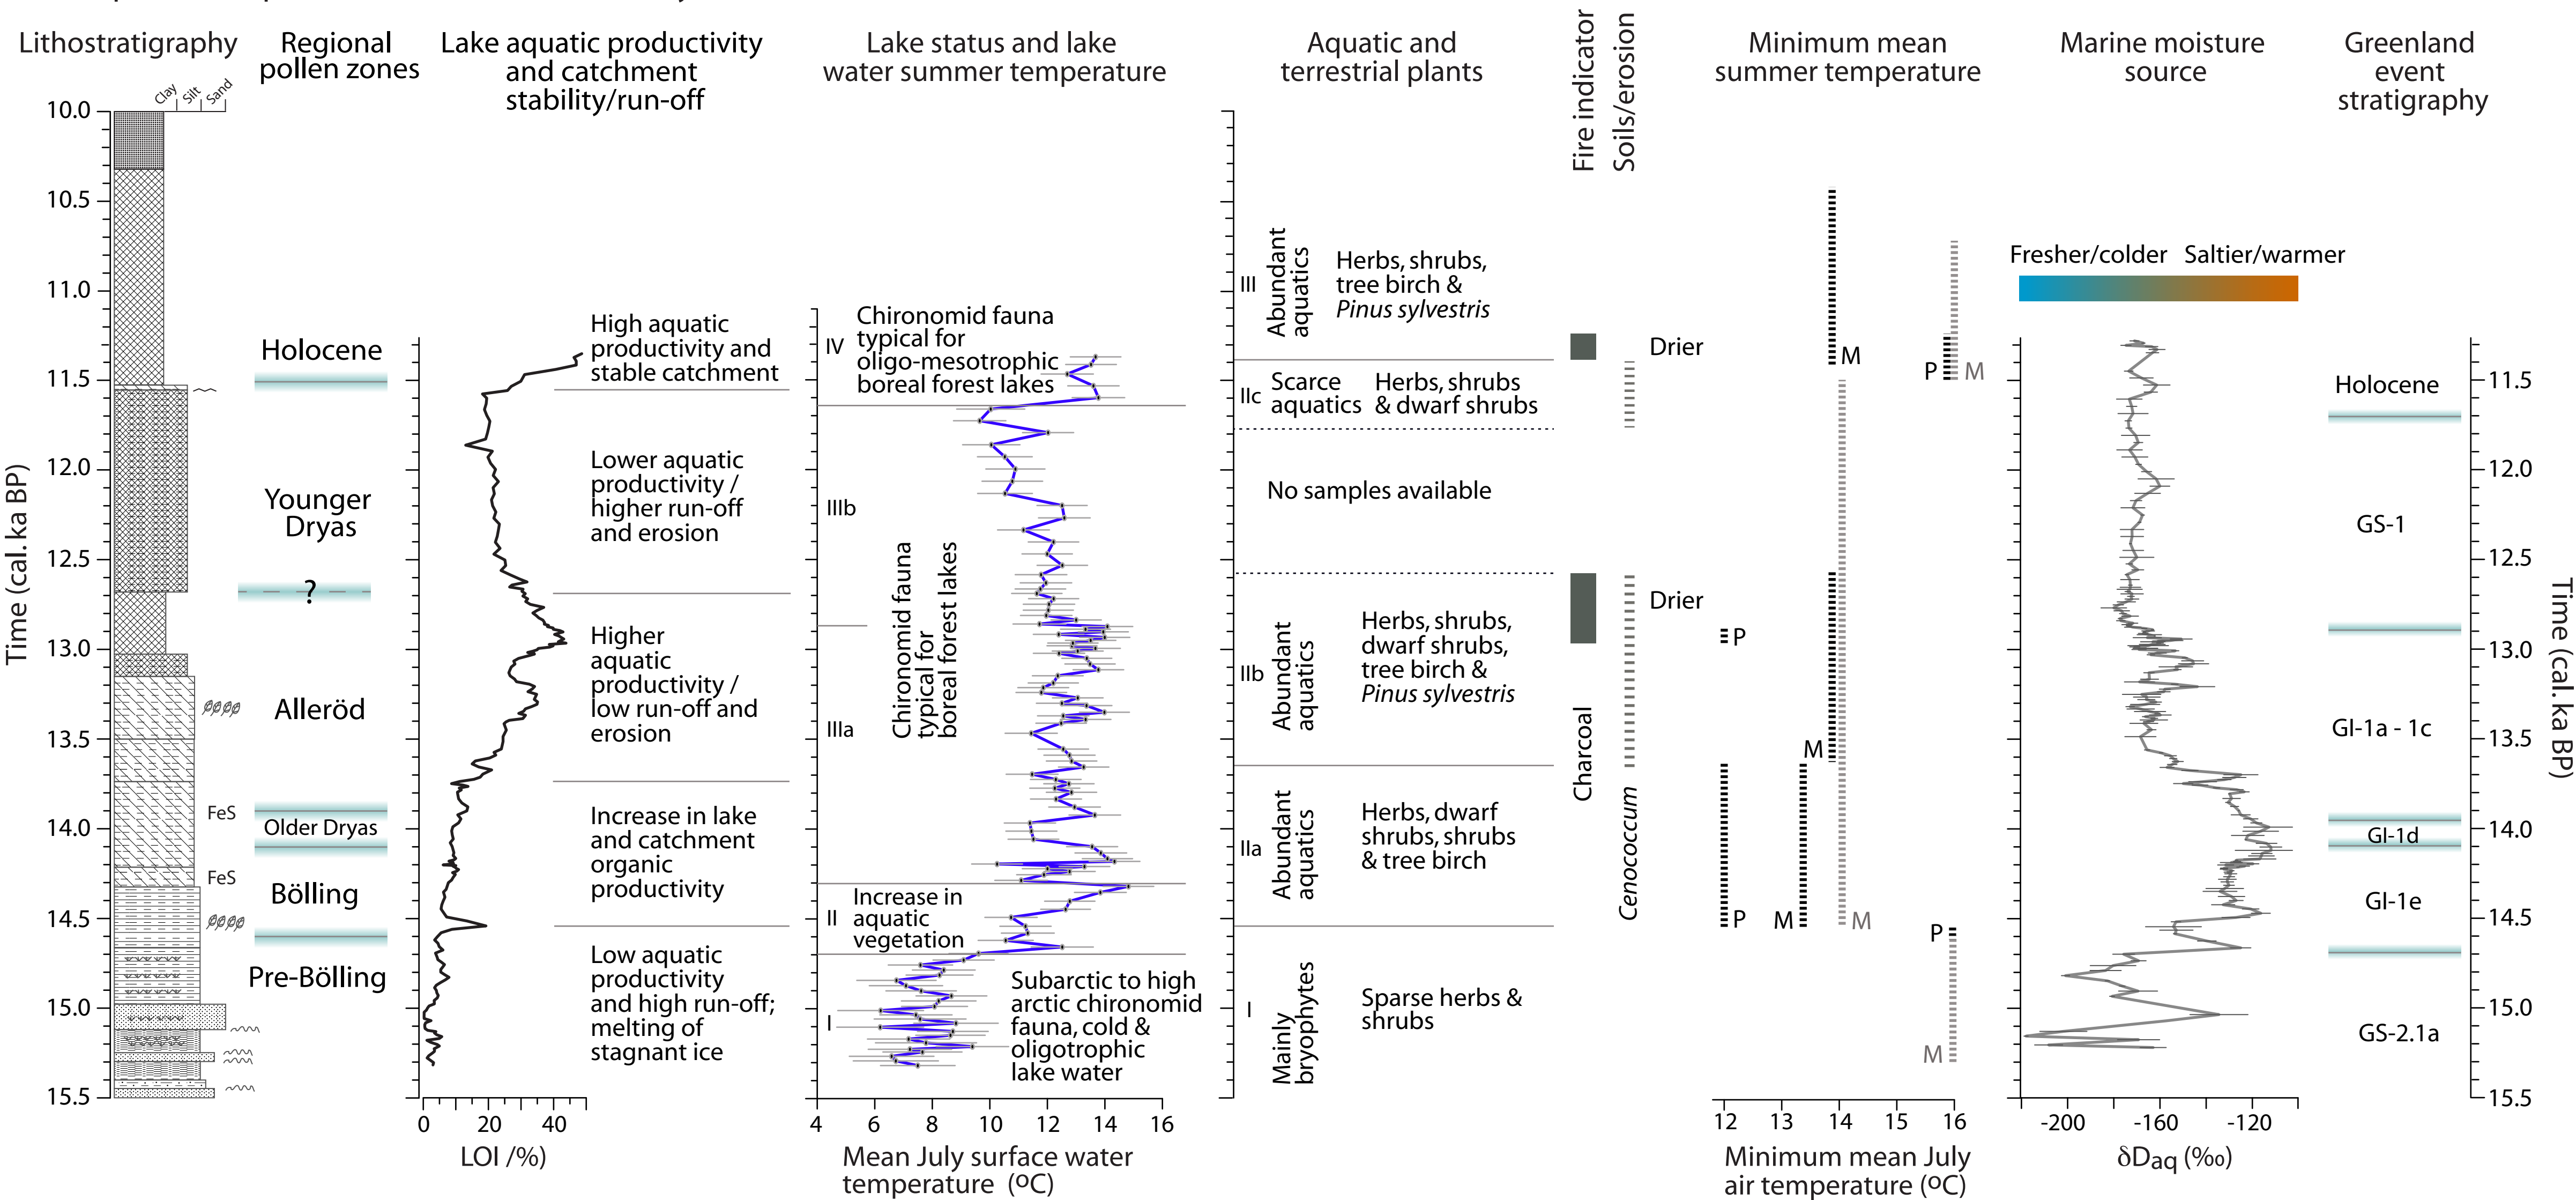 Lithostratigraphy
Clay
Silt
Sand
Regional
pollen zones
Lake aquatic productivity
and catchment
stability/run-off
Lake status and lake
water summer temperature
Aquatic and
terrestrial plants
Fire indicator
Soils/erosion
Minimum mean
summer temperature
Marine moisture
source
Greenland
event
stratigraphy
Time (cal. ka BP)
10.0
10.5
11.0
11.5
12.0
12.5
13.0
13.5
14.0
14.5
15.0
15.5
FeS
FeS
Holocene
Younger
Dryas
?
Alleröd
Older Dryas
Bölling
Pre-Bölling
High aquatic
productivity and
stable catchment
Lower aquatic
productivity /
higher run-off
and erosion
Higher
aquatic
productivity /
low run-off and
erosion
Increase in lake
and catchment
organic
productivity
Low aquatic
productivity
and high run-off;
melting of
stagnant ice
0 20 40
LOI /%)
IV
Chironomid fauna
typical for
oligo-mesotrophic
boreal forest lakes
IIIb
Chironomid fauna
typical for
boreal forest lakes
IIIa
II
Increase in
aquatic
vegetation
I
Subarctic to high
arctic chironomid
fauna, cold &
oligotrophic
lake water
4 6 8 10 12 14 16
Mean July surface water
temperature (ºC)
III
Abundant
aquatics
Herbs, shrubs,
tree birch &
Pinus sylvestris
IIc
Scarce
aquatics
Herbs, shrubs
& dwarf shrubs
No samples available
IIb
Abundant
aquatics
Herbs, shrubs,
dwarf shrubs,
tree birch &
Pinus sylvestris
IIa
Abundant
aquatics
Herbs, dwarf
shrubs, shrubs
& tree birch
I
Mainly
bryophytes
Sparse herbs &
shrubs
Charcoal
Cenococcum
Drier
Drier
M
P
M
P
M
P
M
M
P
M
12 13 14 15 16
Minimum mean July
air temperature (ºC)
Fresher/colder Saltier/warmer
-200 -160 -120
δDaq (‰)
Holocene
GS-1
GI-1a - 1c
GI-1d
GI-1e
GS-2.1a
11.5
12.0
12.5
13.0
13.5
14.0
14.5
15.0
15.5
Time (cal. ka BP)